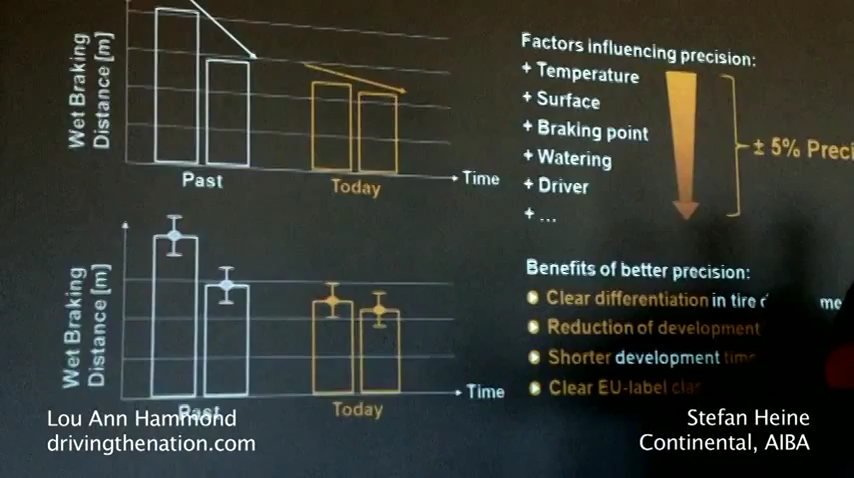 Wet Braking
Distance [m]
Past
Today
Time
Factors influencing precision:
+ Temperature
+ Surface
+ Braking point
+ Watering
+ Driver
+ ...
± 5% Preci
Wet Braking
Distance [m]
Past
Today
Time
Benefits of better precision:
Clear differentiation in tire
Reduction of development
Shorter development time
Clear EU-label
Lou Ann Hammond
drivingthenation.com
Stefan Heine
Continental, AIBA